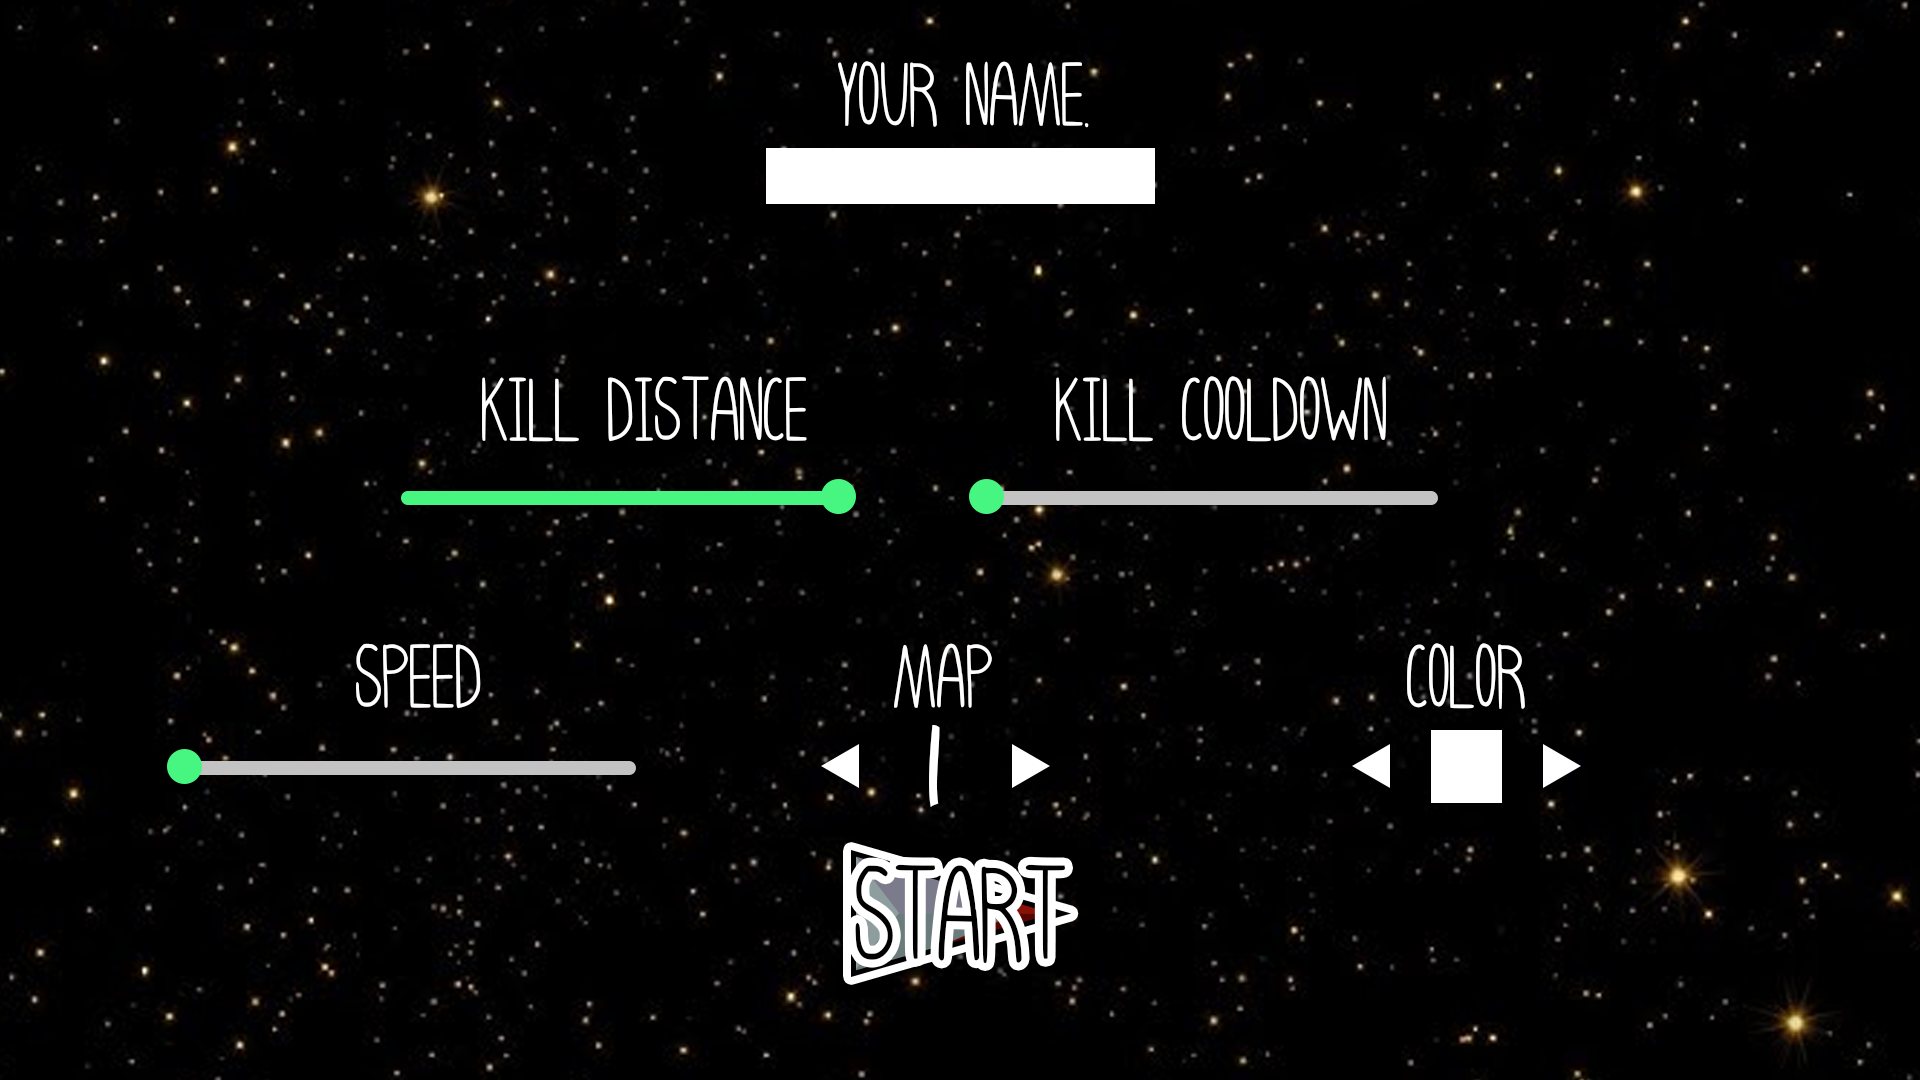 YOUR NAME.
KILL DISTANCE
KILL COOLDOWN
SPEED
MAP
COLOR
1
START